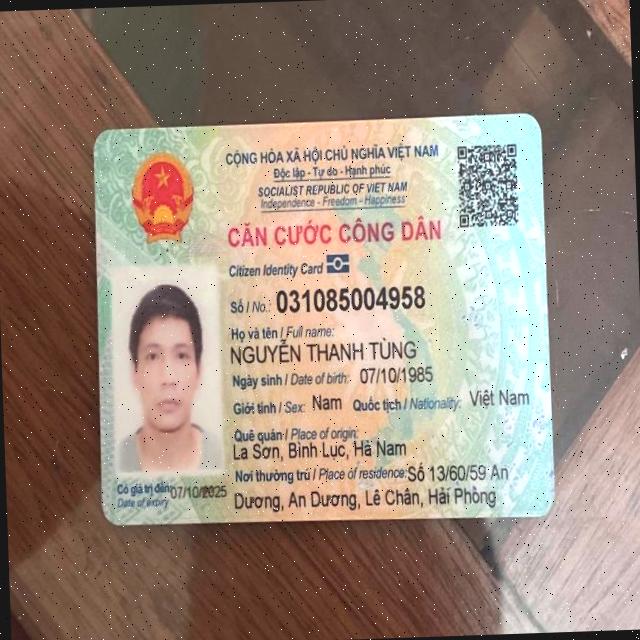 CỘNG HÒA XÃ HỘI CHỦ NGHĨA VIỆT NAM
Độc lập - Tự do - Hạnh phúc
SOCIALIST REPUBLIC OF VIET NAM
Independence - Freedom - Happiness
CĂN CƯỚC CÔNG DÂN
Citizen Identity Card
Số / No.: 031085004958
Họ và tên / Full name:
NGUYỄN THANH TÙNG
Ngày sinh / Date of birth: 07/10/1985
Giới tính / Sex: Nam Quốc tịch / Nationality: Việt Nam
Quê quán / Place of origin:
La Sơn, Bình Lục, Hà Nam
Nơi thường trú / Place of residence: Số 13/60/59 An
Dương, An Dương, Lê Chân, Hải Phòng
Có giá trị đến: 07/10/2025
Date of expiry